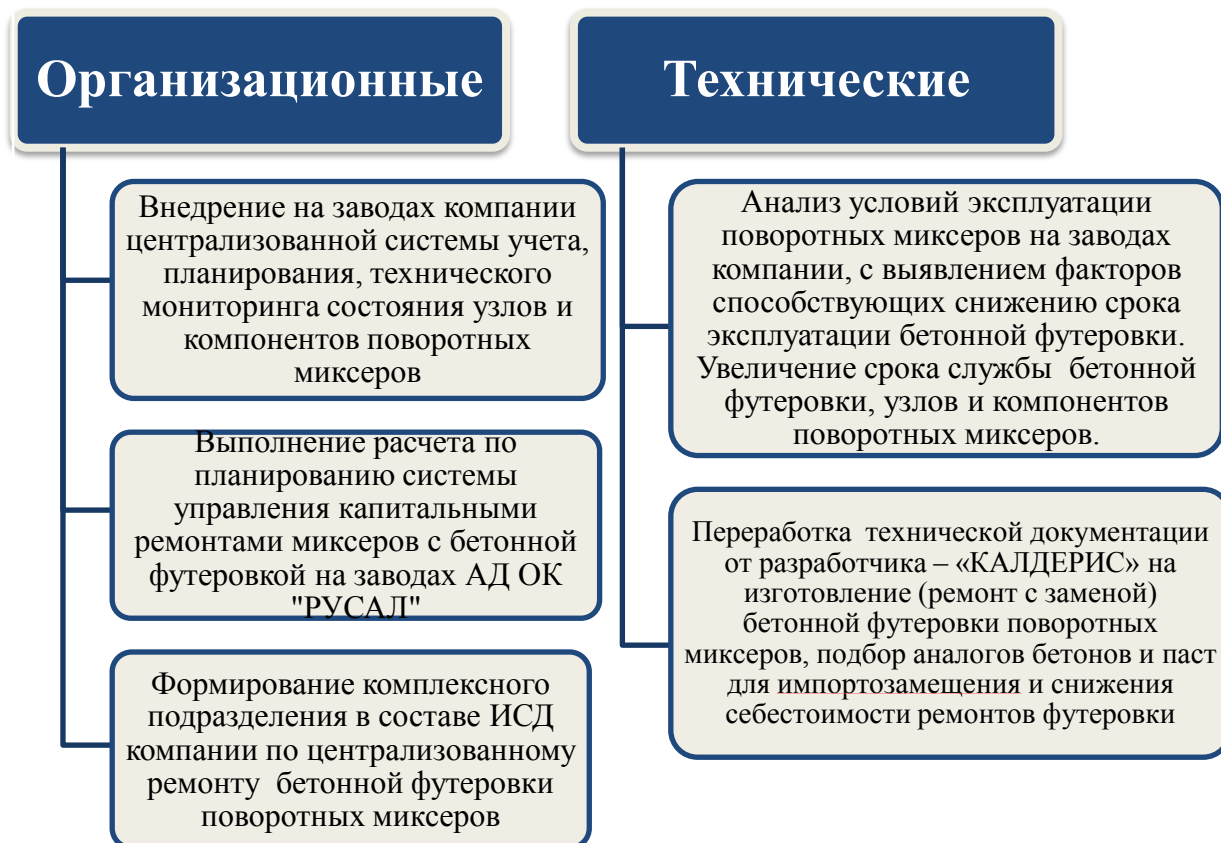 Организационные
Внедрение на заводах компании
централизованной системы учета,
планирования, технического
мониторинга состояния узлов и
компонентов поворотных
миксеров
Выполнение расчета по
планированию системы
управления капитальными
ремонтами миксеров с бетонной
футеровкой на заводах АД ОК
"РУСАЛ"
Формирование комплексного
подразделения в составе ИСД
компании по централизованному
ремонту бетонной футеровки
поворотных миксеров
Технические
Анализ условий эксплуатации
поворотных миксеров на заводах
компании, с выявлением факторов
способствующих снижению срока
эксплуатации бетонной футеровки.
Увеличение срока службы бетонной
футеровки, узлов и компонентов
поворотных миксеров.
Переработка технической документации
от разработчика – «КАЛДЕРИС» на
изготовление (ремонт с заменой)
бетонной футеровки поворотных
миксеров, подбор аналогов бетонов и паст
для импортозамещения и снижения
себестоимости ремонтов футеровки